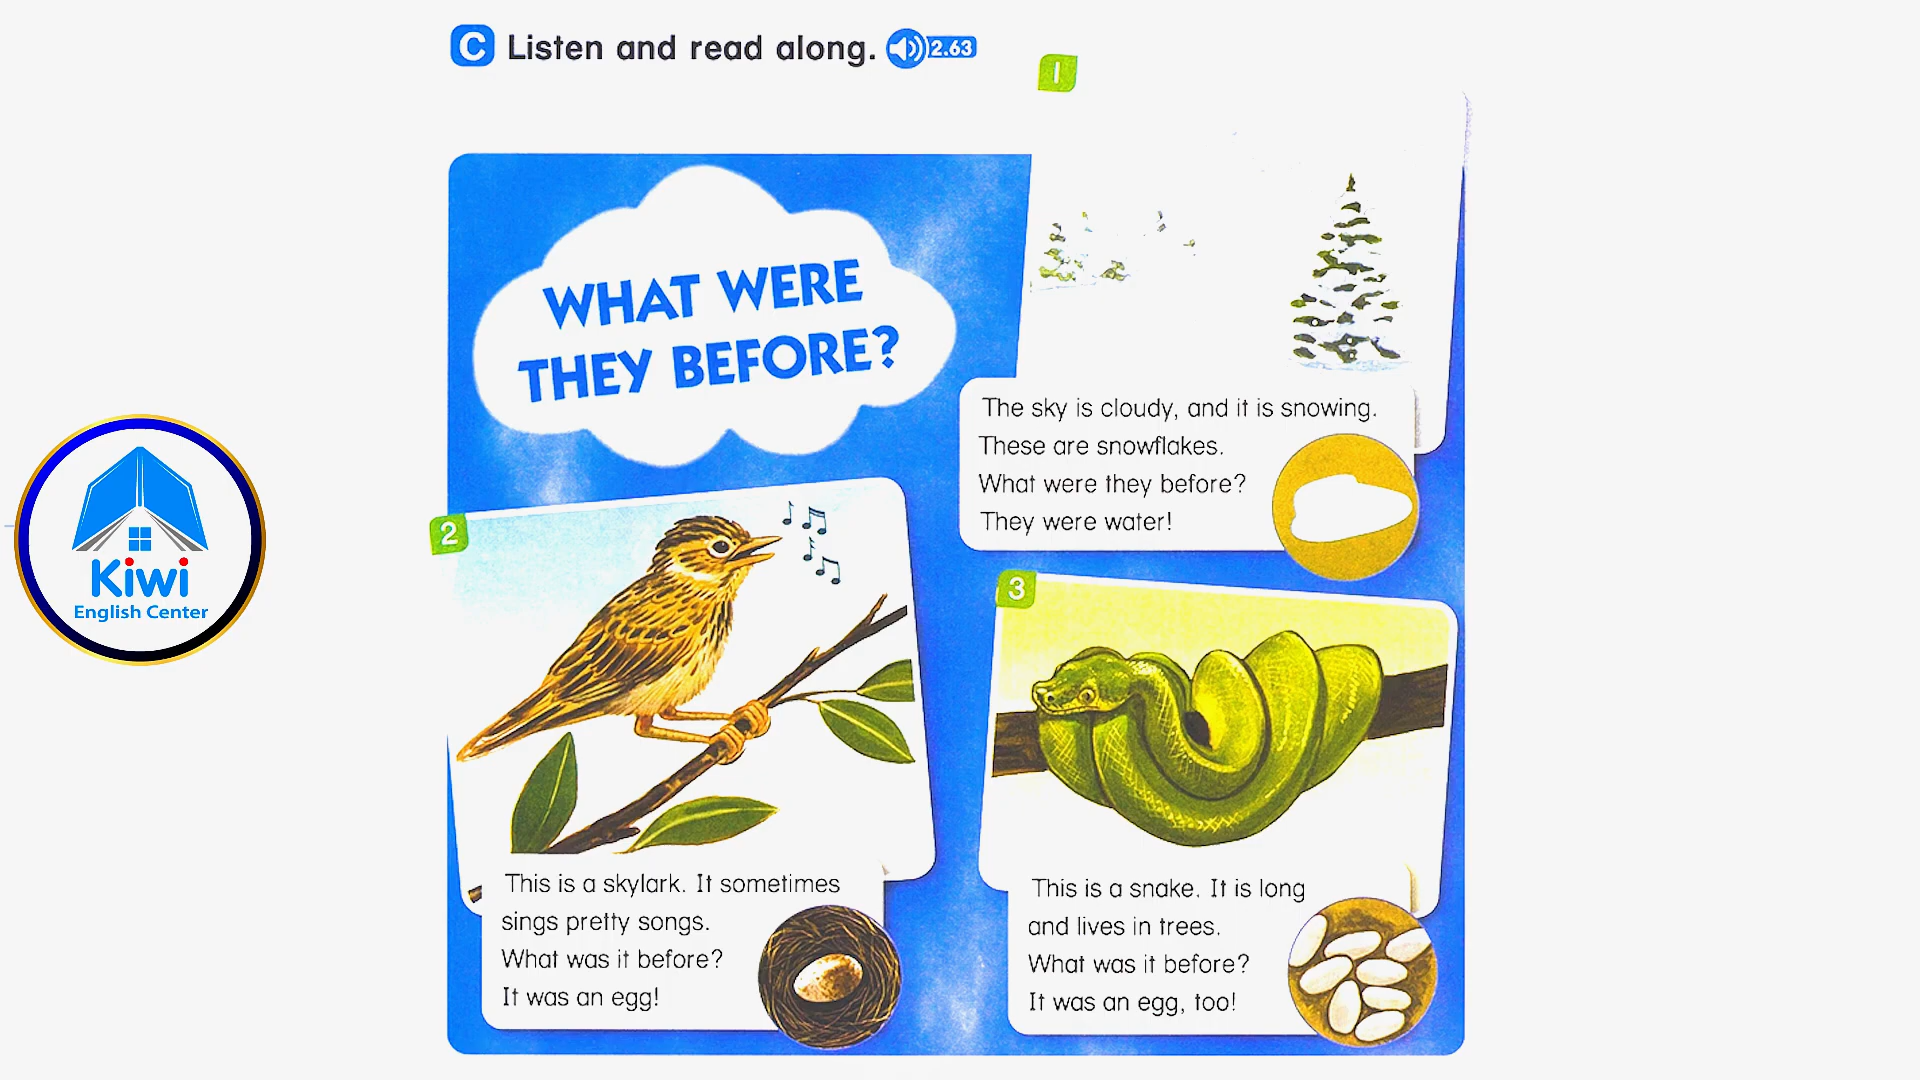 C Listen and read along. 2.63
WHAT WERE
THEY BEFORE?
1
The sky is cloudy, and it is snowing.
These are snowflakes.
What were they before?
They were water!
2
This is a skylark. It sometimes
sings pretty songs.
What was it before?
It was an egg!
3
This is a snake. It is long
and lives in trees.
What was it before?
It was an egg, too!
Kiwi
English Center